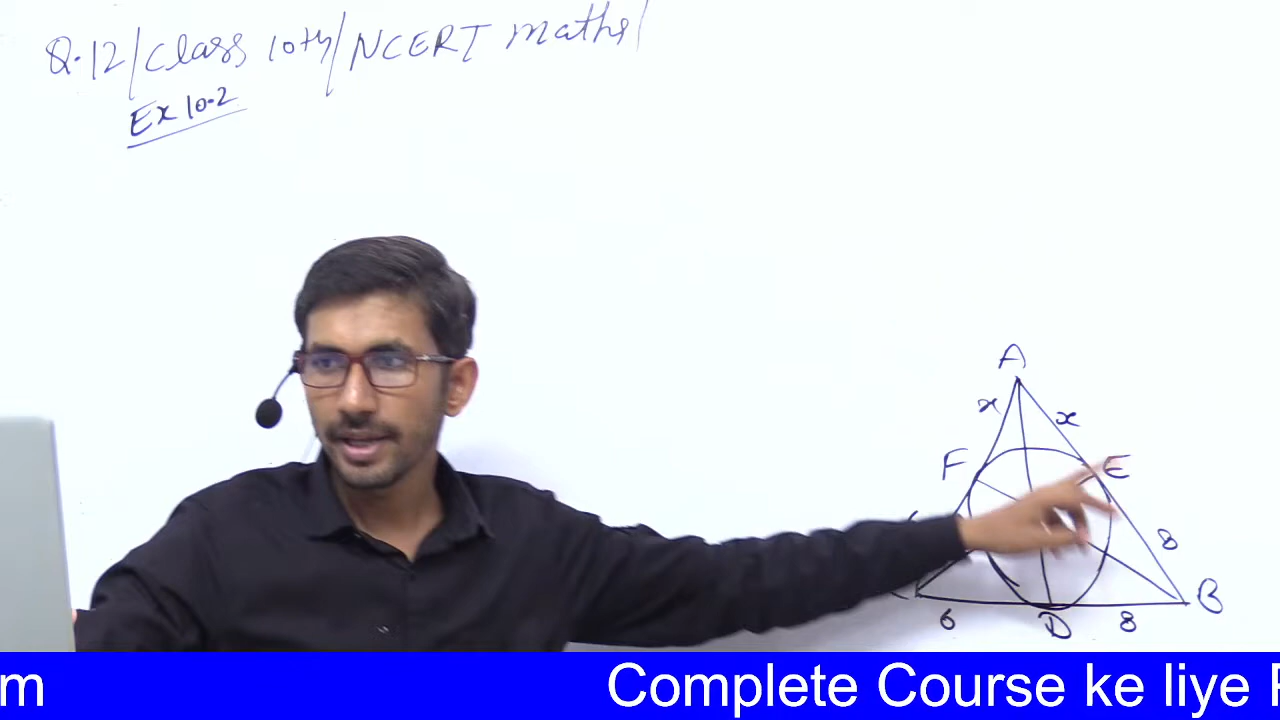 Q.12/Class 10th/NCERT maths/
Ex 10.2
A
x x
F E
8
B
6 D 8
m Complete Course ke liye